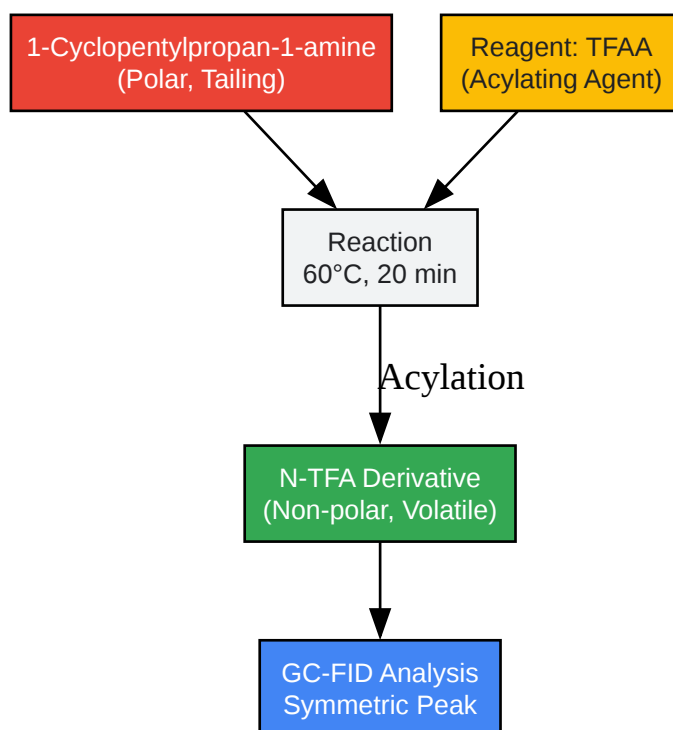 1-Cyclopentylpropan-1-amine
(Polar, Tailing)
Reagent: TFAA
(Acylating Agent)
Reaction
60°C, 20 min
Acylation
N-TFA Derivative
(Non-polar, Volatile)
GC-FID Analysis
Symmetric Peak